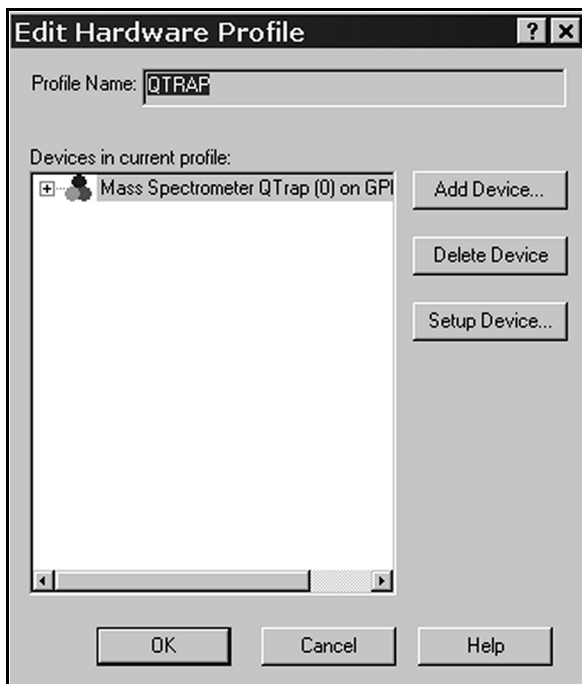 Edit Hardware Profile
Profile Name: QTRAP
Devices in current profile:
Mass Spectrometer QTrap (0) on GPI
Add Device...
Delete Device
Setup Device...
OK Cancel Help